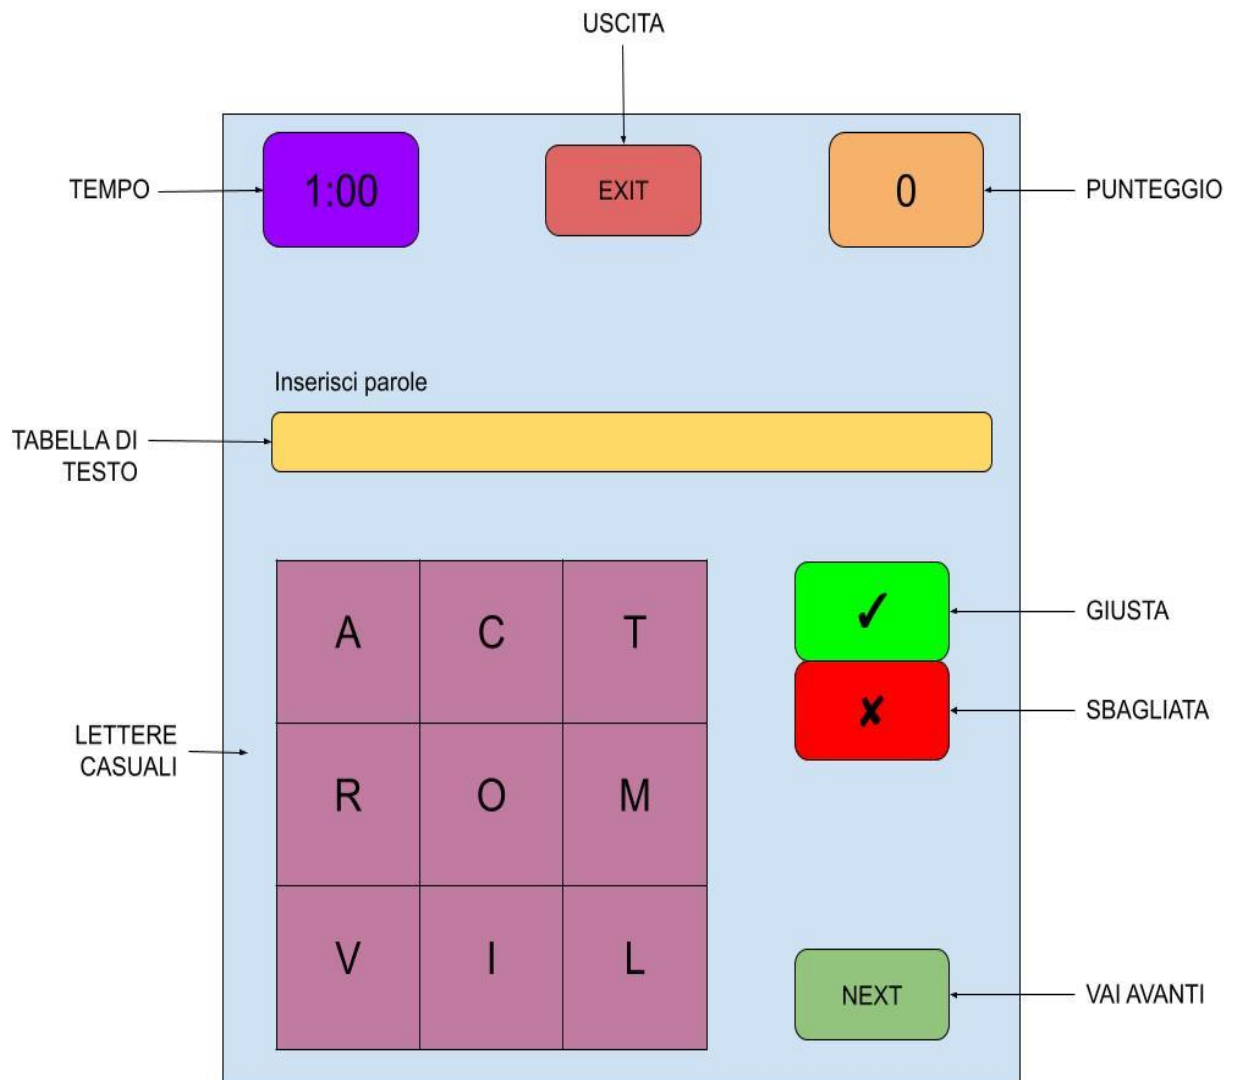 USCITA
TEMPO
1:00
EXIT
0
PUNTEGGIO
Inserisci parole
TABELLA DI
TESTO
A C T
✓
GIUSTA
✘
SBAGLIATA
LETTERE
CASUALI
R O M
V I L
NEXT
VAI AVANTI